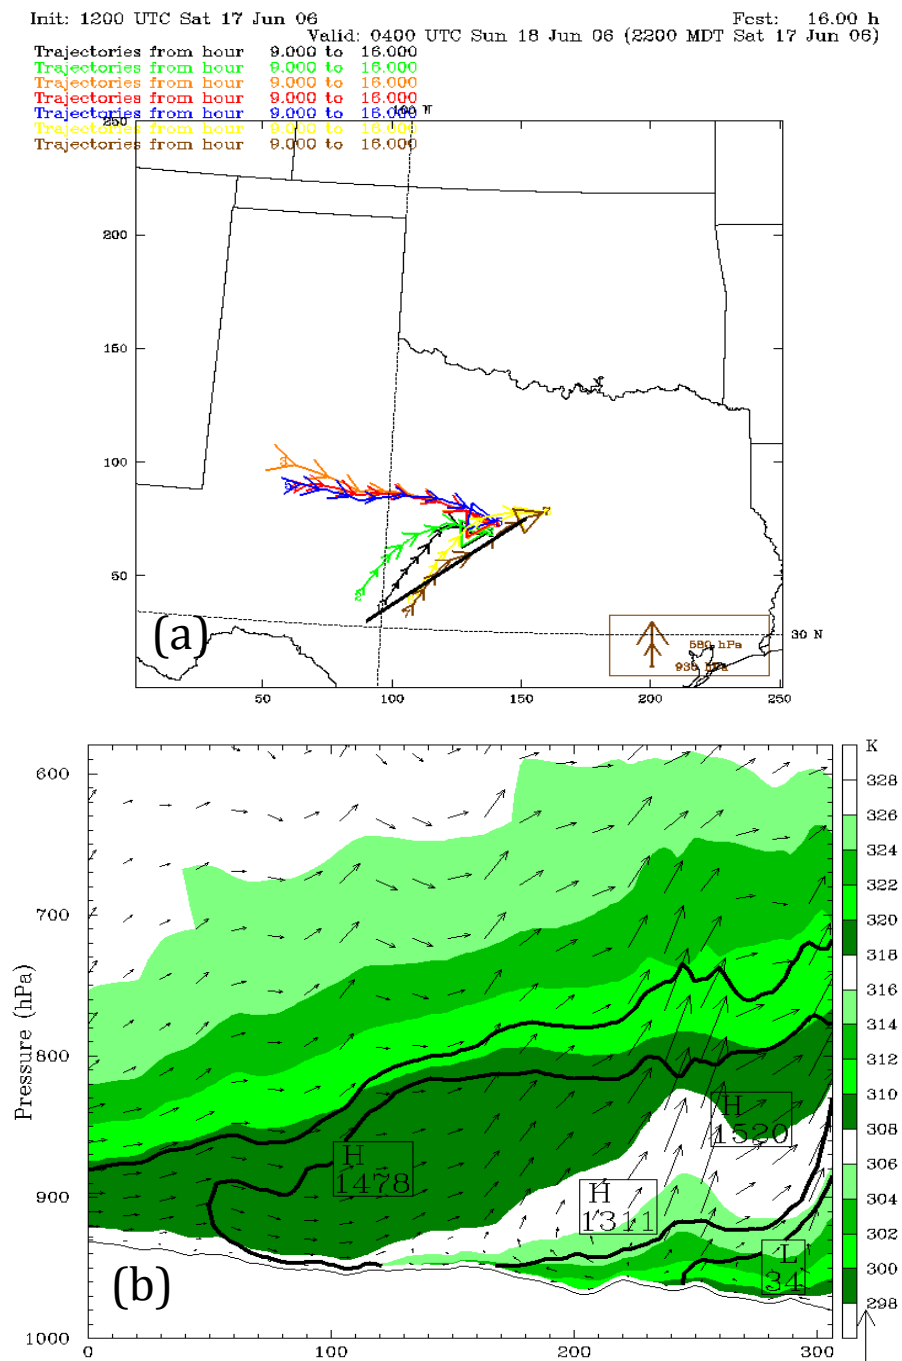 Init: 1200 UTC Sat 17 Jun 06 Fcst: 16.00 h
Valid: 0400 UTC Sun 18 Jun 06 (2200 MDT Sat 17 Jun 06)
Trajectories from hour 9.000 to 16.000
Trajectories from hour 9.000 to 16.000
Trajectories from hour 9.000 to 16.000
Trajectories from hour 9.000 to 16.000
Trajectories from hour 9.000 to 16.000
Trajectories from hour 9.000 to 16.000
Trajectories from hour 9.000 to 16.000
100 W
250
200
150
100
50
(a)
30 N
580 hPa
935 hPa
50 100 150 200 250
K
600
700
800
900
1000
Pressure (hPa)
328
326
324
322
320
318
316
314
312
310
308
306
304
302
300
298
H
1520
H
1478
H
1311
L
34
(b)
0 100 200 300